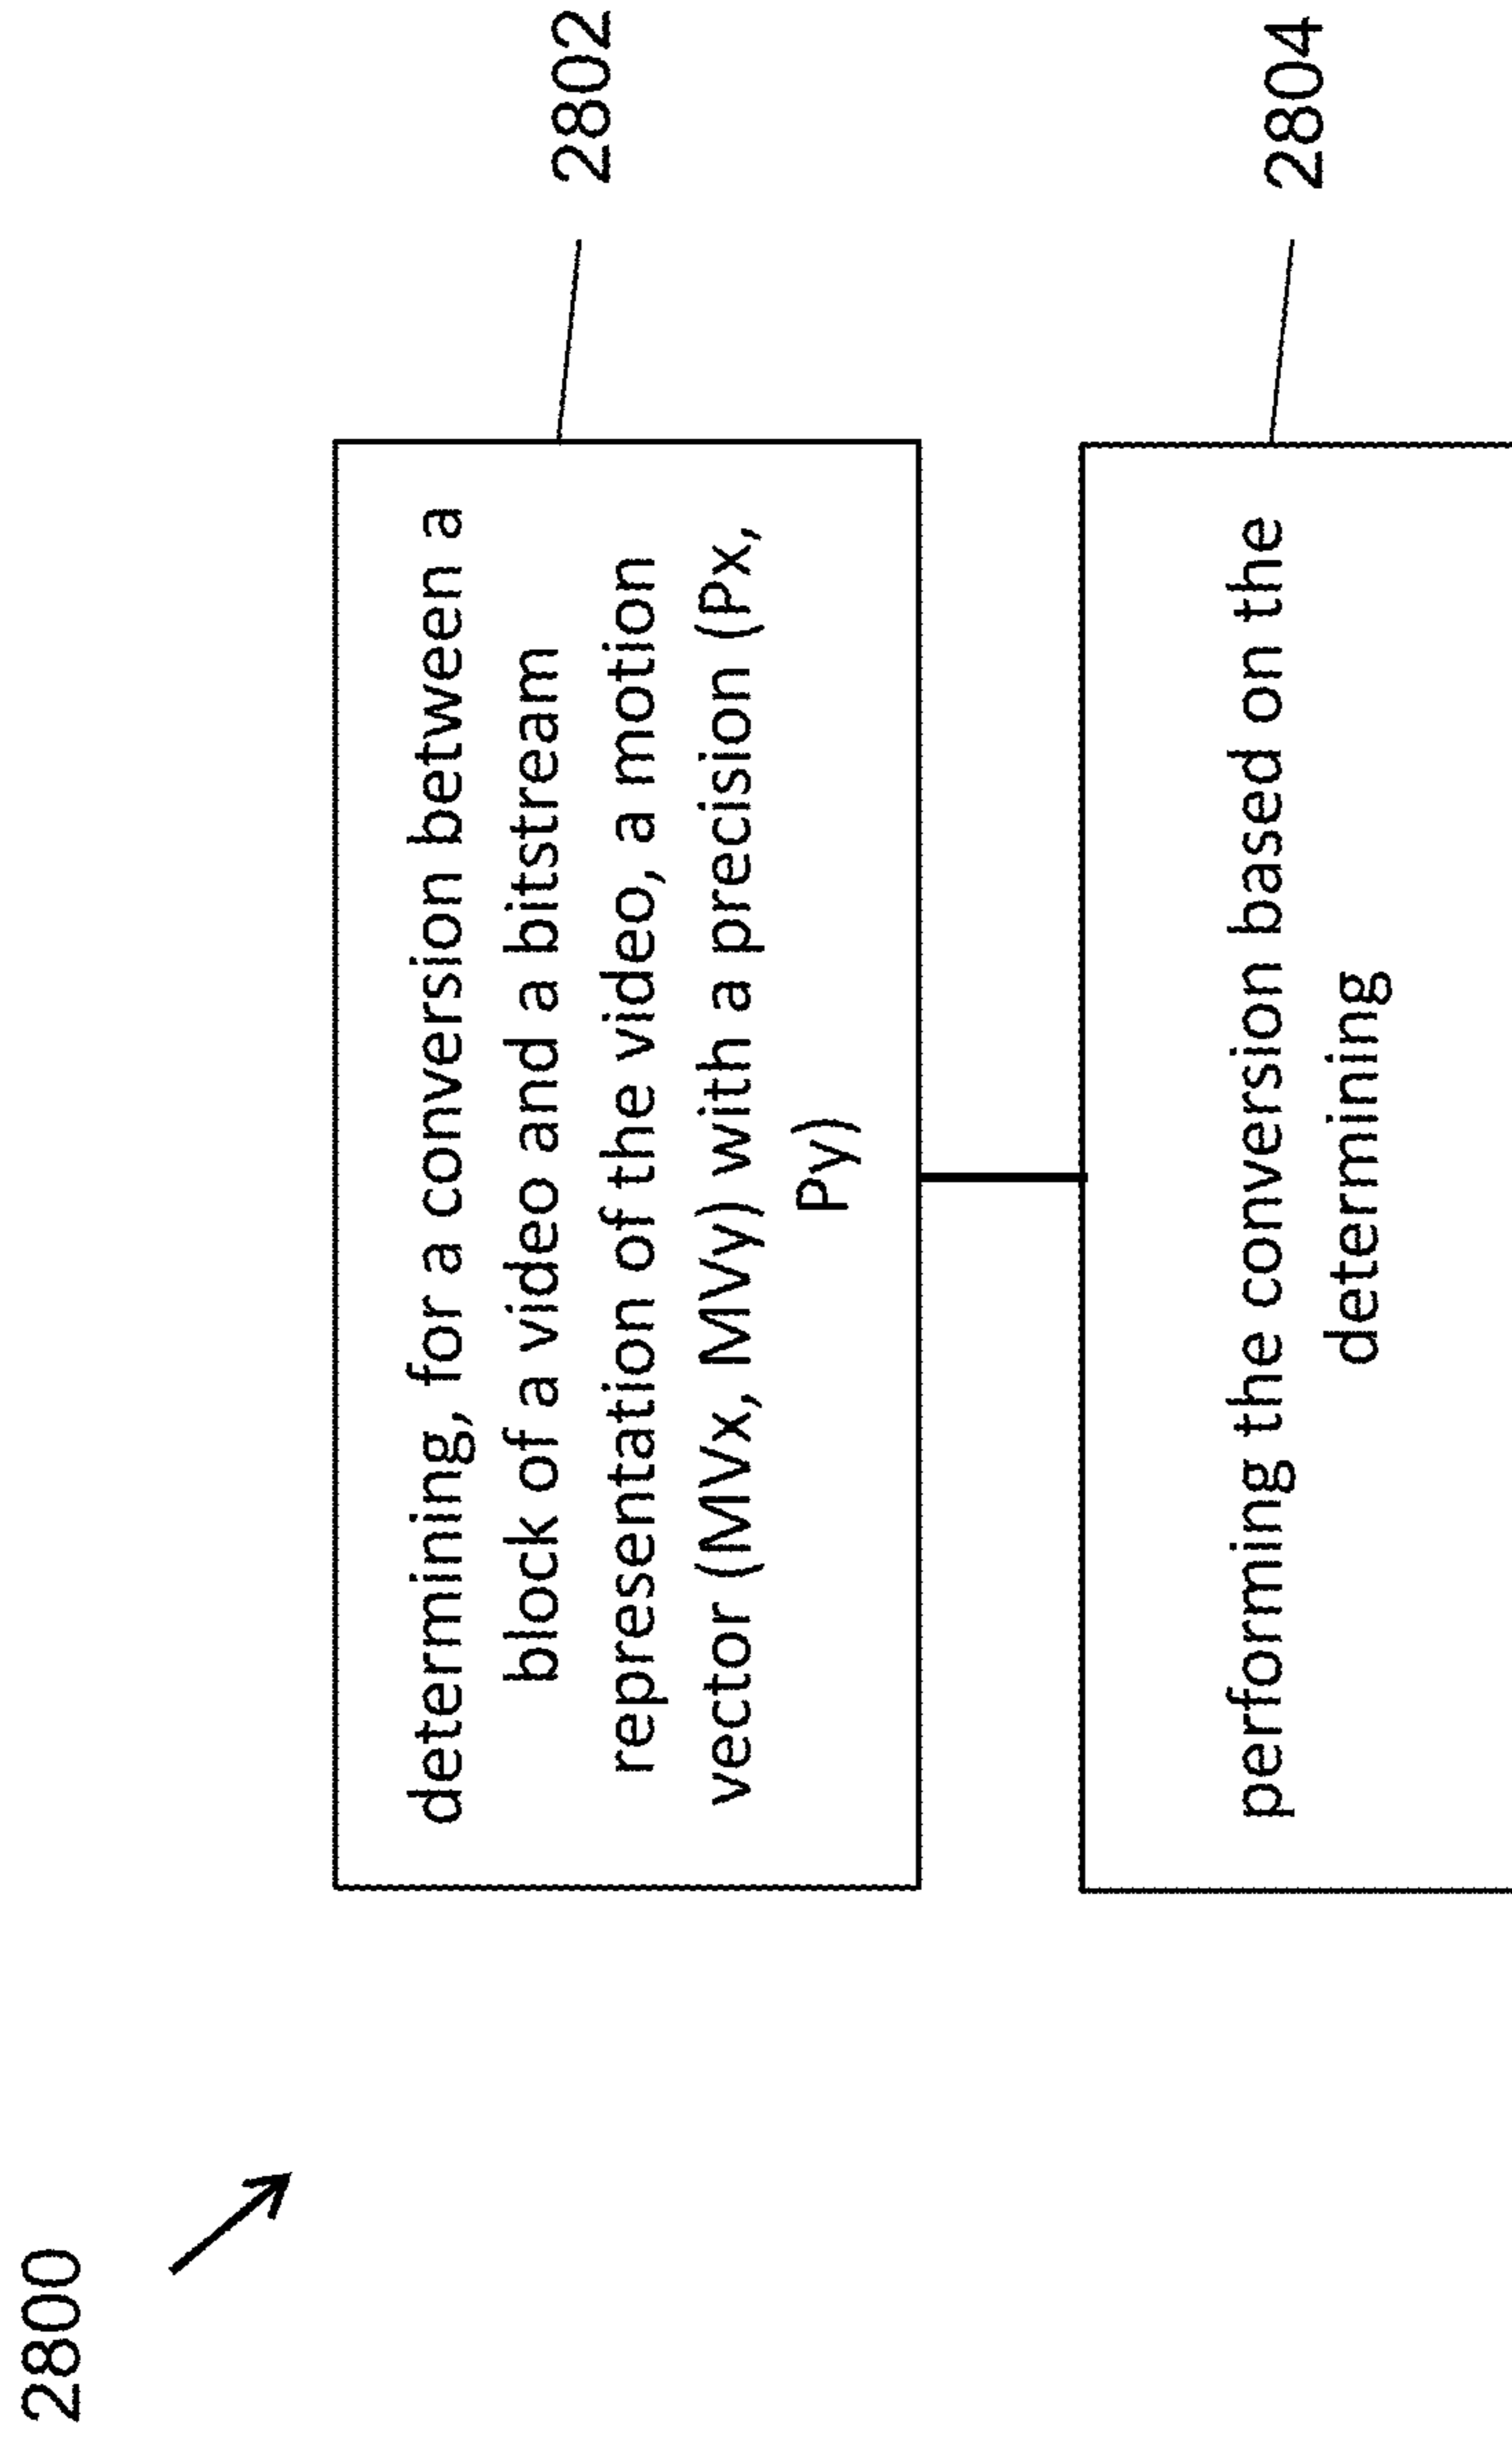 2800
determining, for a conversion between a
block of a video and a bitstream
representation of the video, a motion
vector (MVx, MVy) with a precision (Px,
Py)
2802
performing the conversion based on the
determining
2804